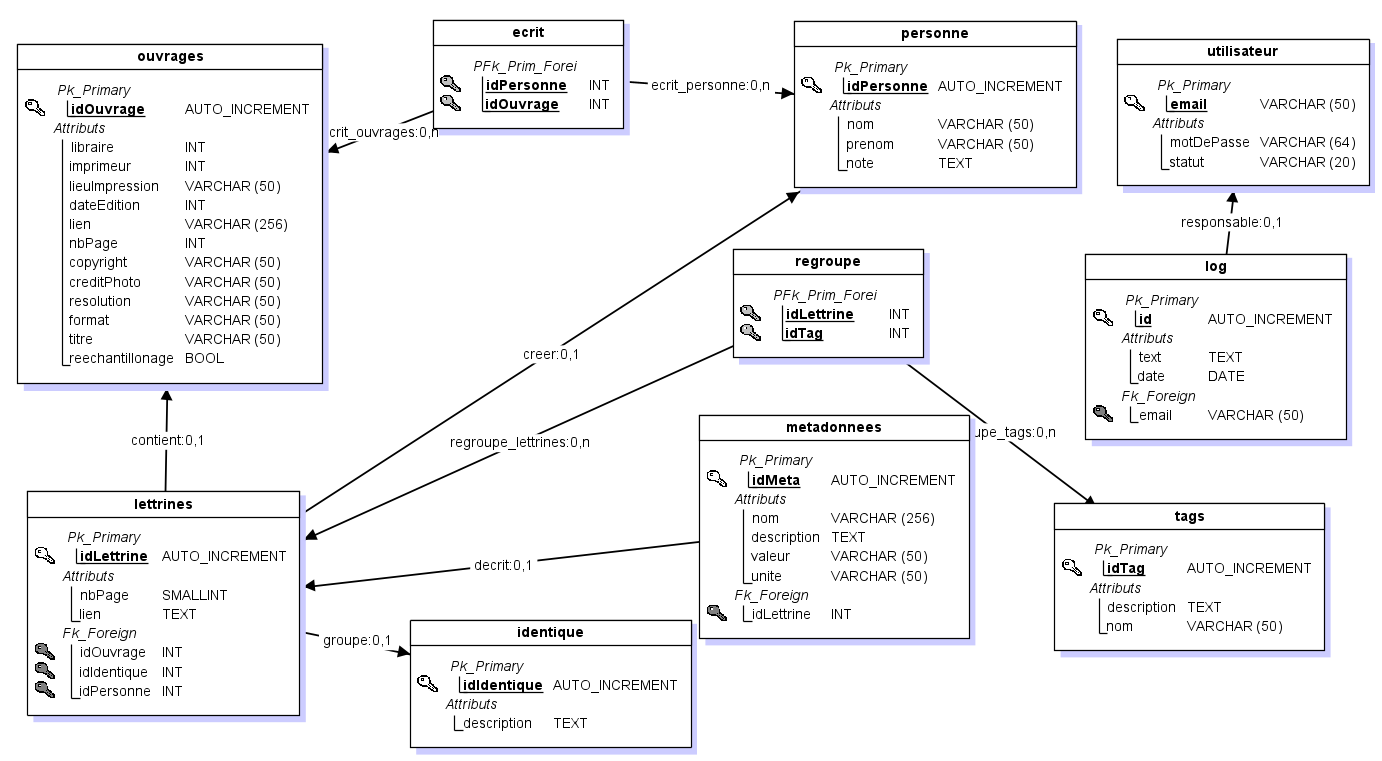 ouvrages
Pk_Primary
idOuvrage AUTO_INCREMENT
Attributs
libraire INT
imprimeur INT
lieuImpression VARCHAR (50)
dateEdition INT
lien VARCHAR (256)
nbPage INT
copyright VARCHAR (50)
creditPhoto VARCHAR (50)
resolution VARCHAR (50)
format VARCHAR (50)
titre VARCHAR (50)
reechantillonage BOOL
ecrit
PFk_Prim_Forei
idPersonne INT
idOuvrage INT
crit_ouvrages:0,n
ecrit_personne:0,n
personne
Pk_Primary
idPersonne AUTO_INCREMENT
Attributs
nom VARCHAR (50)
prenom VARCHAR (50)
note TEXT
utilisateur
Pk_Primary
email VARCHAR (50)
Attributs
motDePasse VARCHAR (64)
statut VARCHAR (20)
responsable:0,1
log
Pk_Primary
id AUTO_INCREMENT
Attributs
text TEXT
date DATE
Fk_Foreign
email VARCHAR (50)
regroupe
PFk_Prim_Forei
idLettrine INT
idTag INT
creer:0,1
regroupe_lettrines:0,n
upe_tags:0,n
contient:0,1
lettrines
Pk_Primary
idLettrine AUTO_INCREMENT
Attributs
nbPage SMALLINT
lien TEXT
Fk_Foreign
idOuvrage INT
idIdentique INT
idPersonne INT
metadonnees
Pk_Primary
idMeta AUTO_INCREMENT
Attributs
nom VARCHAR (256)
description TEXT
valeur VARCHAR (50)
unite VARCHAR (50)
Fk_Foreign
idLettrine INT
decrit:0,1
groupe:0,1
identique
Pk_Primary
idIdentique AUTO_INCREMENT
Attributs
description TEXT
tags
Pk_Primary
idTag AUTO_INCREMENT
Attributs
description TEXT
nom VARCHAR (50)